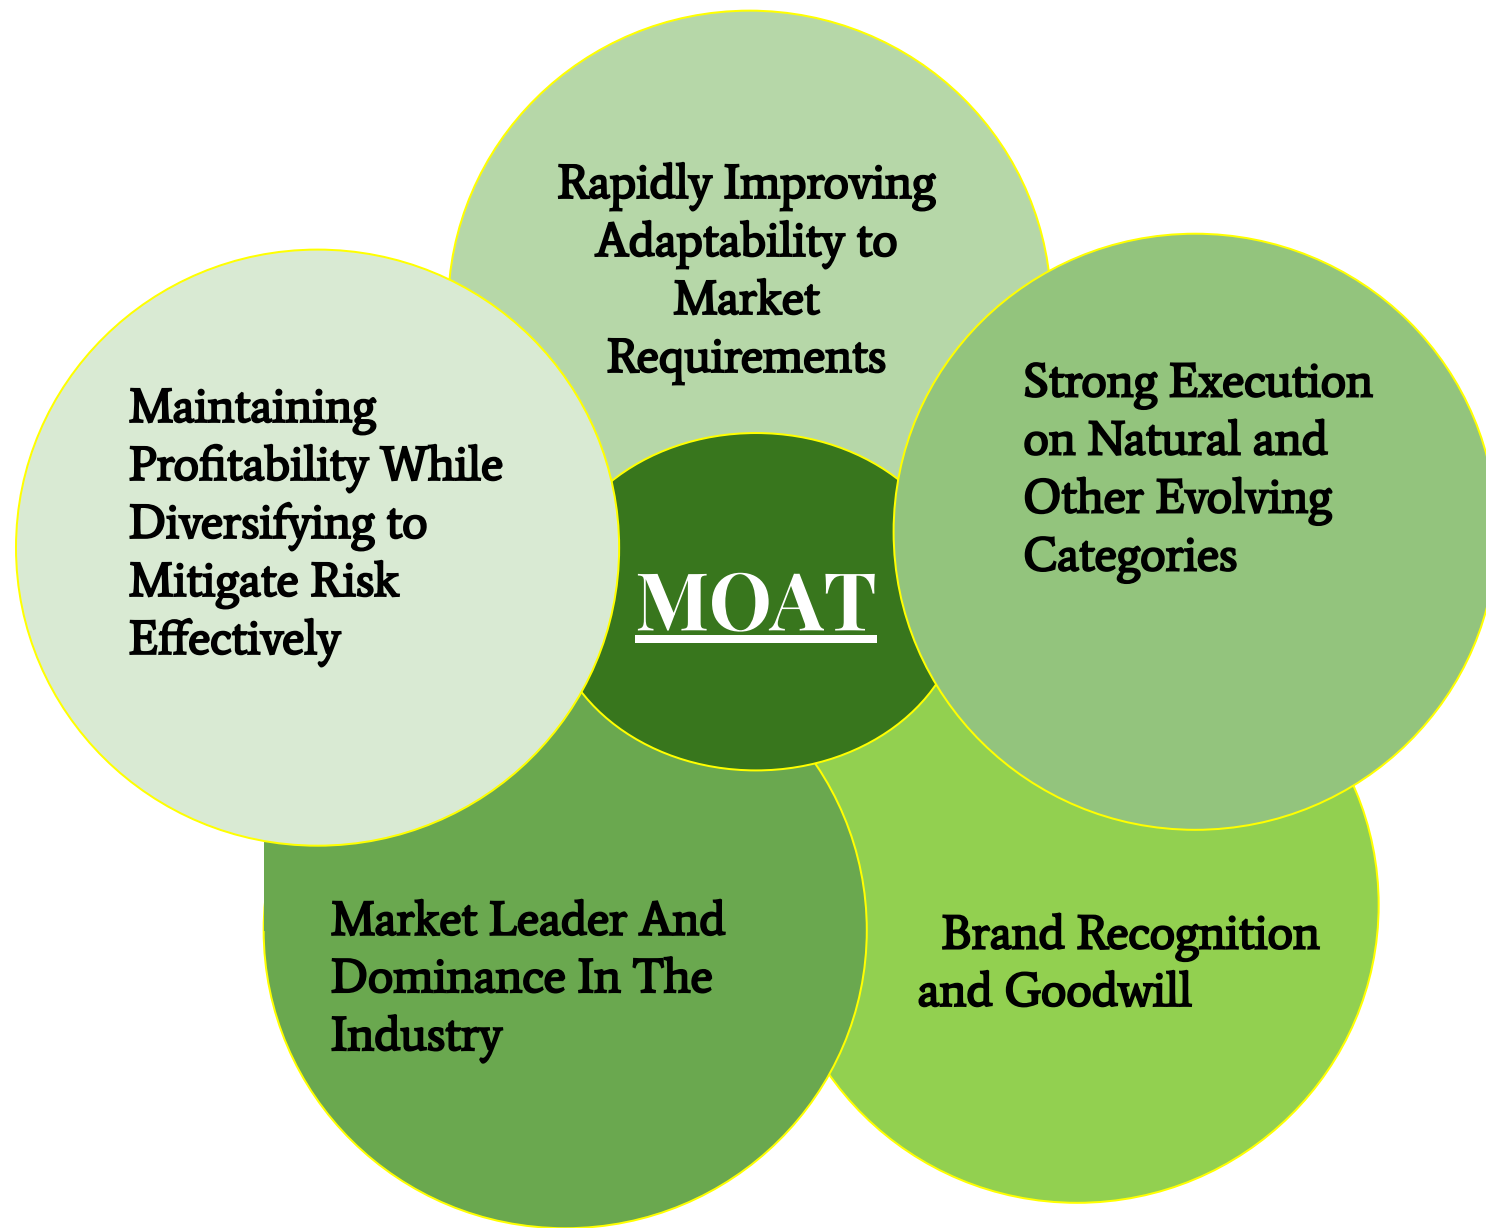 Rapidly Improving
Adaptability to
Market
Requirements
Strong Execution
on Natural and
Other Evolving
Categories
Maintaining
Profitability While
Diversifying to
Mitigate Risk
Effectively
MOAT
Market Leader And
Dominance In The
Industry
Brand Recognition
and Goodwill